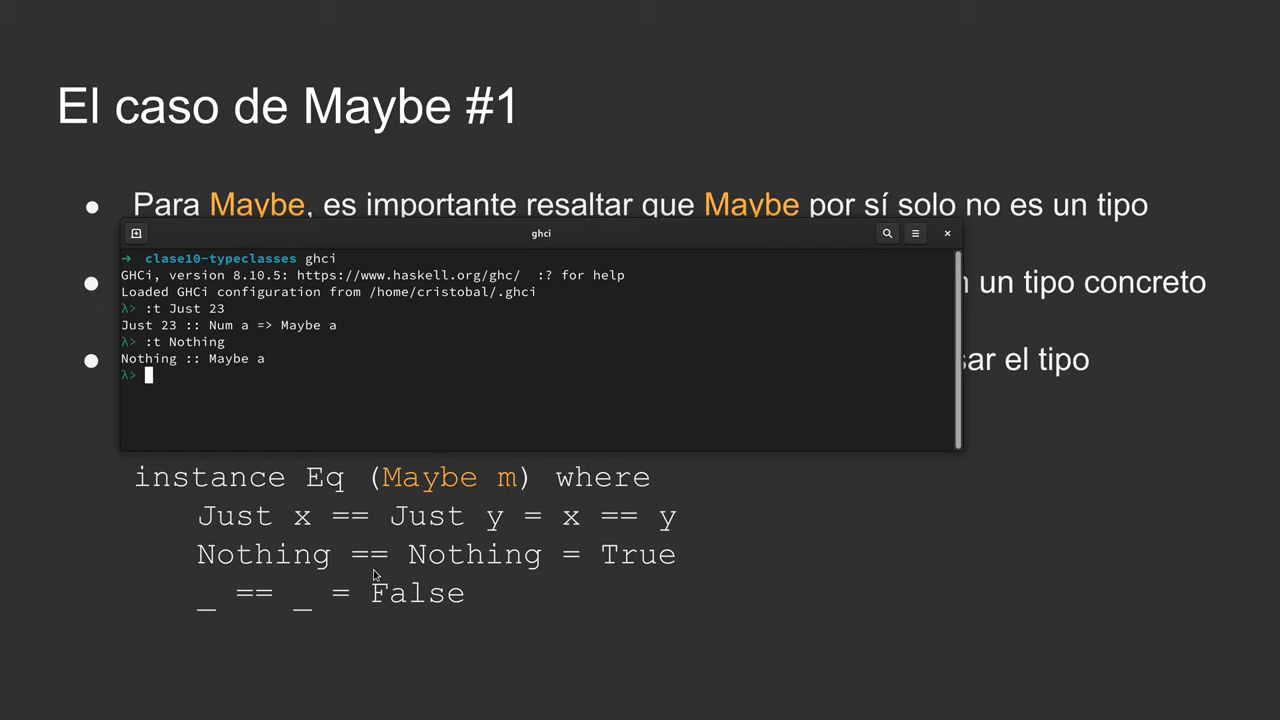 El caso de Maybe #1
● Para Maybe, es importante resaltar que Maybe por sí solo no es un tipo
ghci
→ clase10-typeclasses ghci
GHCi, version 8.10.5: https://www.haskell.org/ghc/ :? for help
Loaded GHCi configuration from /home/cristobal/.ghci
λ> :t Just 23
Just 23 :: Num a => Maybe a
λ> :t Nothing
Nothing :: Maybe a
λ>
● un tipo concreto
● el tipo
instance Eq (Maybe m) where
Just x == Just y = x == y
Nothing == Nothing = True
_ == _ = False